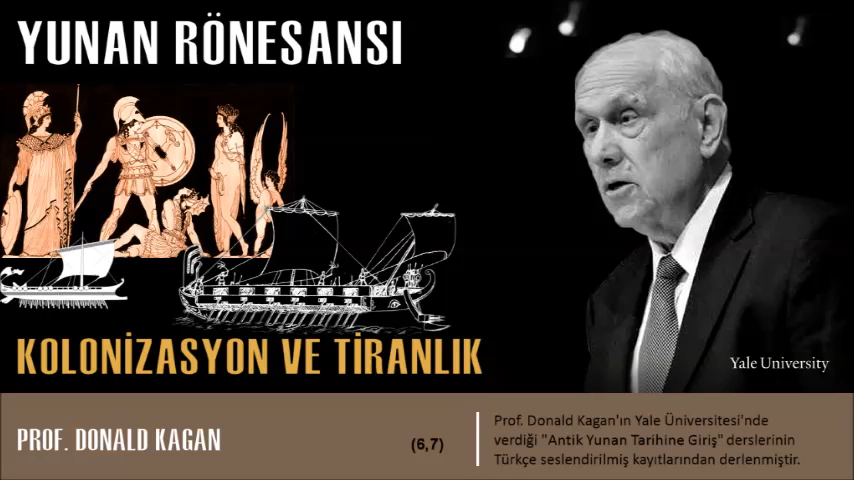 YUNAN RÖNESANSI
KOLONİZASYON VE TİRANLIK
Yale University
PROF. DONALD KAGAN
(6,7)
Prof. Donald Kagan'ın Yale Üniversitesi'nde
verdiği "Antik Yunan Tarihine Giriş" derslerinin
Türkçe seslendirilmiş kayıtlarından derlenmiştir.